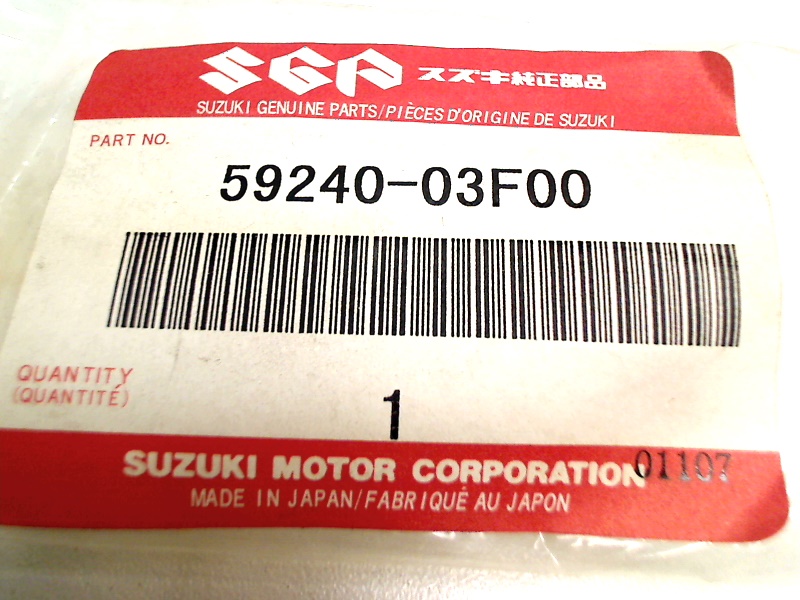 SGP スズキ純正部品
SUZUKI GENUINE PARTS/PIÈCES D'ORIGINE DE SUZUKI
PART NO.
59240-03F00
QUANTITY
(QUANTITÉ)
1
SUZUKI MOTOR CORPORATION 01107
MADE IN JAPAN/FABRIQUÉ AU JAPON